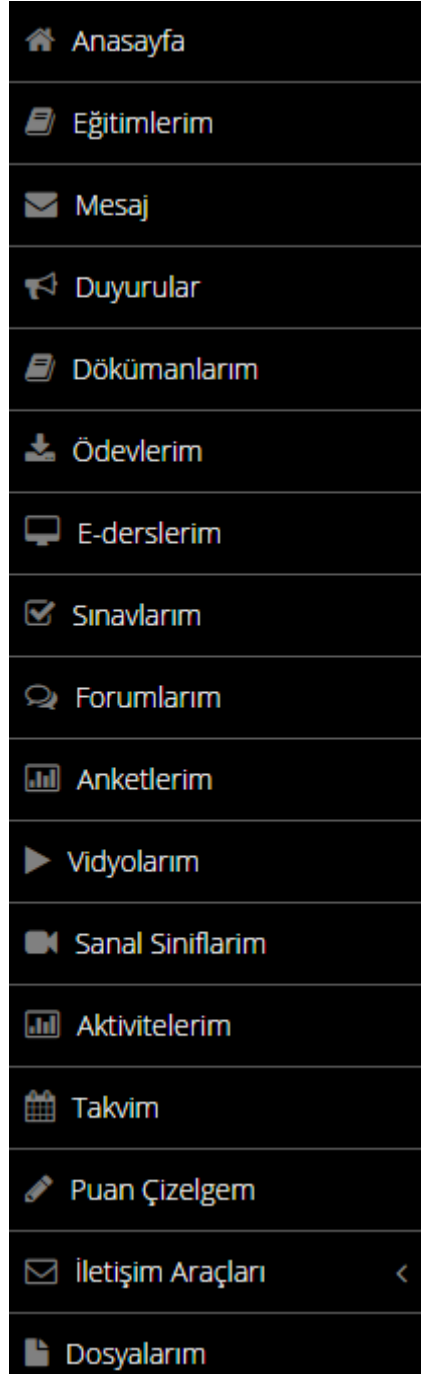 Anasayfa
Eğitimlerim
Mesaj
Duyurular
Dökümanlarım
Ödevlerim
E-derslerim
Sınavlarım
Forumlarım
Anketlerim
Vidyolarım
Sanal Siniflarim
Aktivitelerim
Takvim
Puan Çizelgem
İletişim Araçları
Dosyalarım